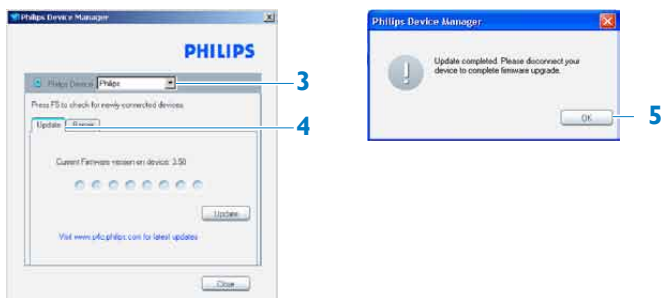 Philips Device Manager
PHILIPS
Philips Device Philips
3
Press F5 to check for newly connected devices
Update Repair
4
Current Firmware version on device: 3.50
Update
Visit www.p4c.philips.com for latest updates
Close
Philips Device Manager
Update completed. Please disconnect your
device to complete firmware upgrade.
OK
5